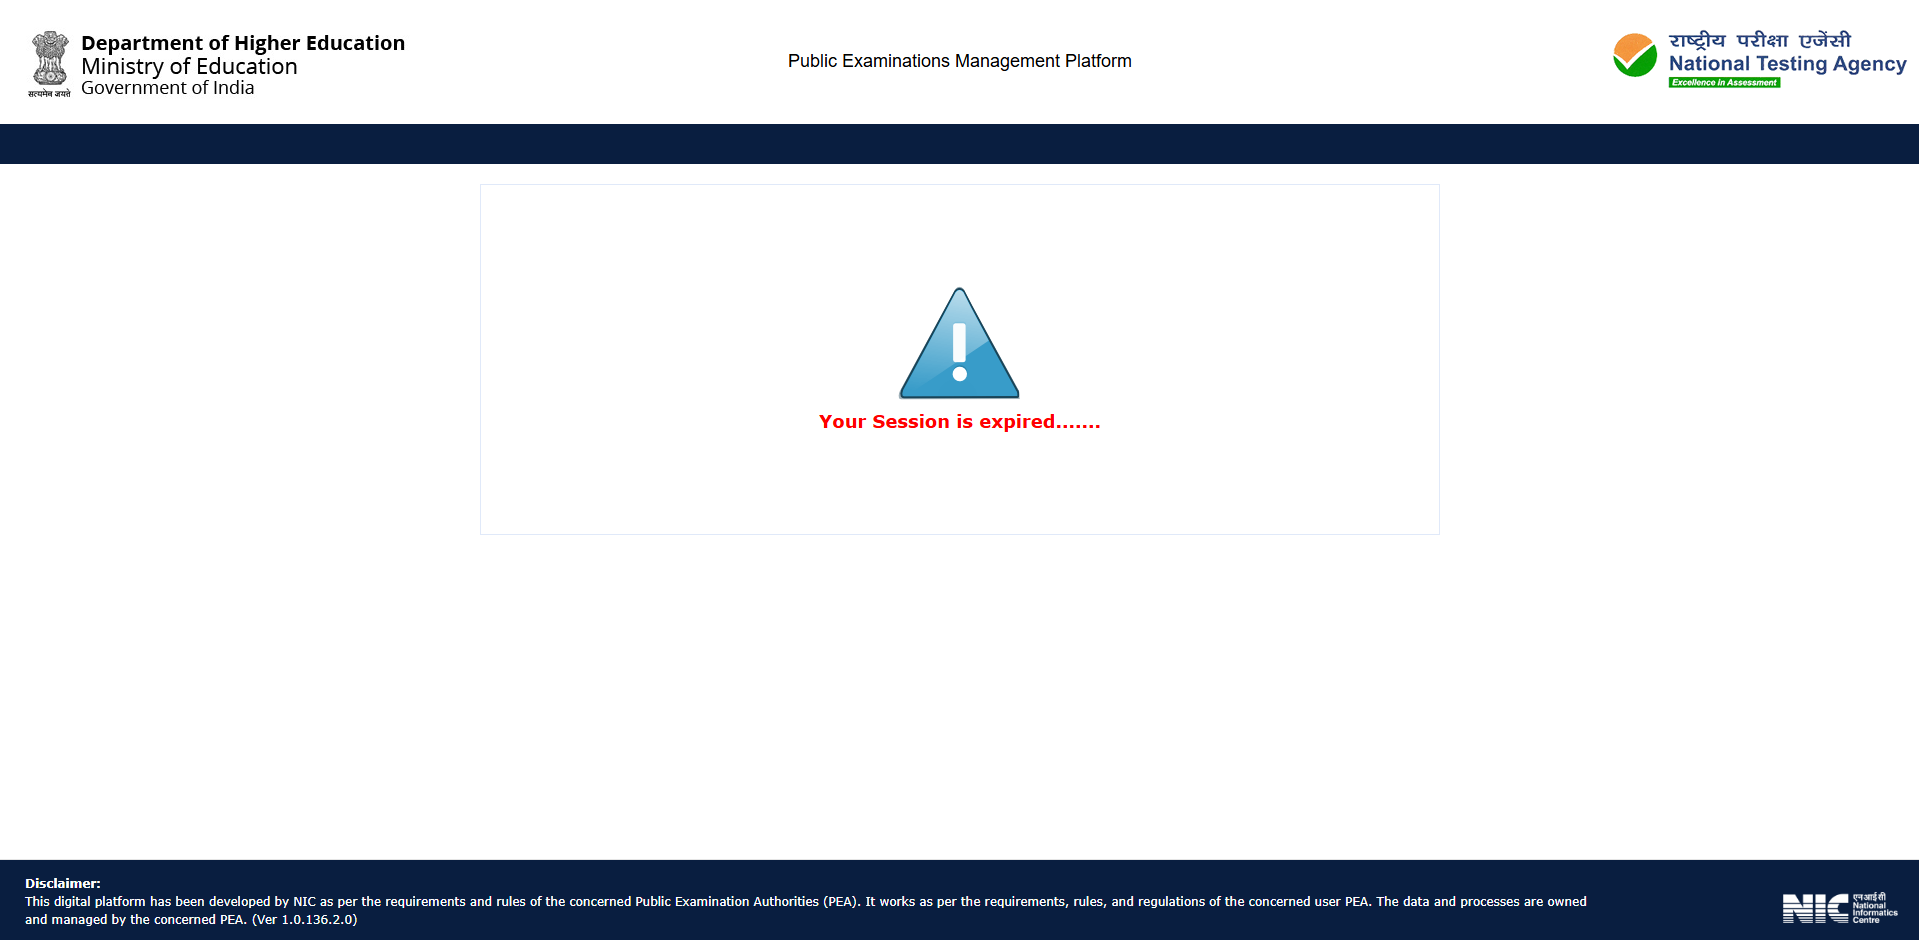 Department of Higher Education
Ministry of Education
Government of India
सत्यमेव जयते
Public Examinations Management Platform
राष्ट्रीय परीक्षा एजेंसी
National Testing Agency
Excellence in Assessment
Your Session is expired.......
Disclaimer:
This digital platform has been developed by NIC as per the requirements and rules of the concerned Public Examination Authorities (PEA). It works as per the requirements, rules, and regulations of the concerned user PEA. The data and processes are owned
and managed by the concerned PEA. (Ver 1.0.136.2.0)
NIC
एनआईसी
National
Informatics
Centre